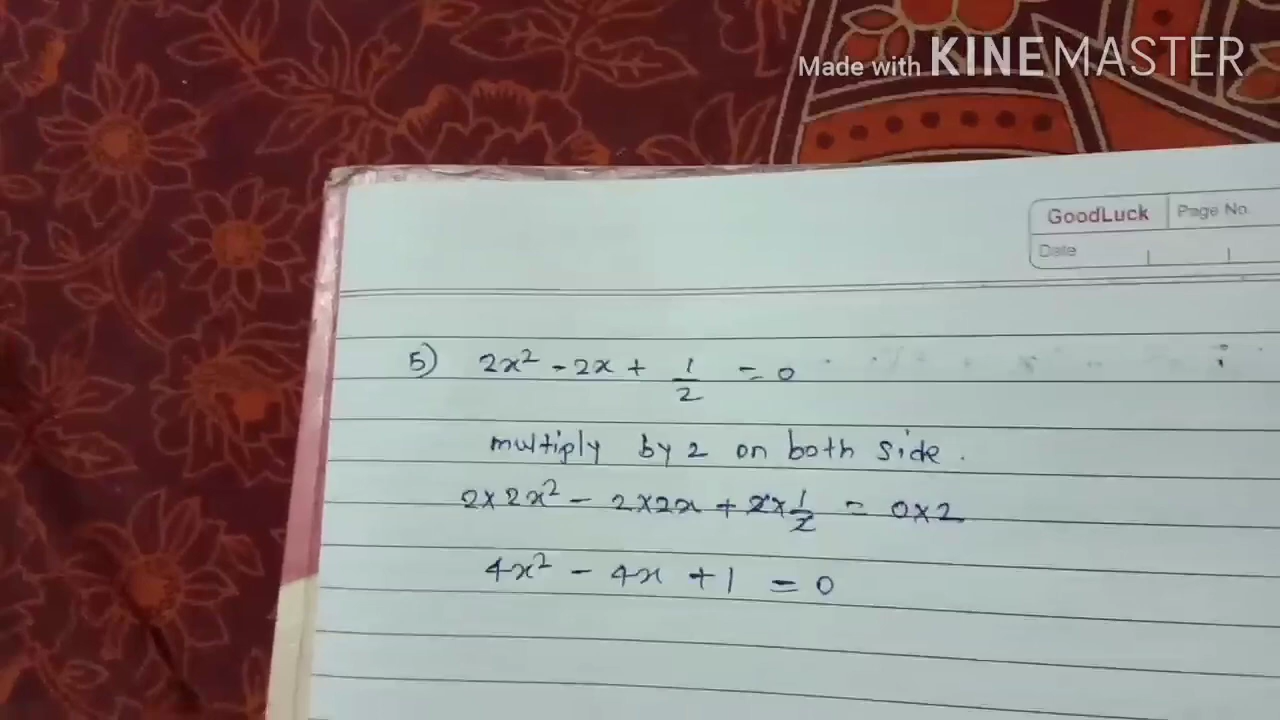 Made with KINEMASTER
GoodLuck Page No.
Date
5) 2x² - 2x + 1/2 = 0
multiply by 2 on both side.
2×2x² - 2×2x + 2×1/2 = 0×2
4x² - 4x + 1 = 0